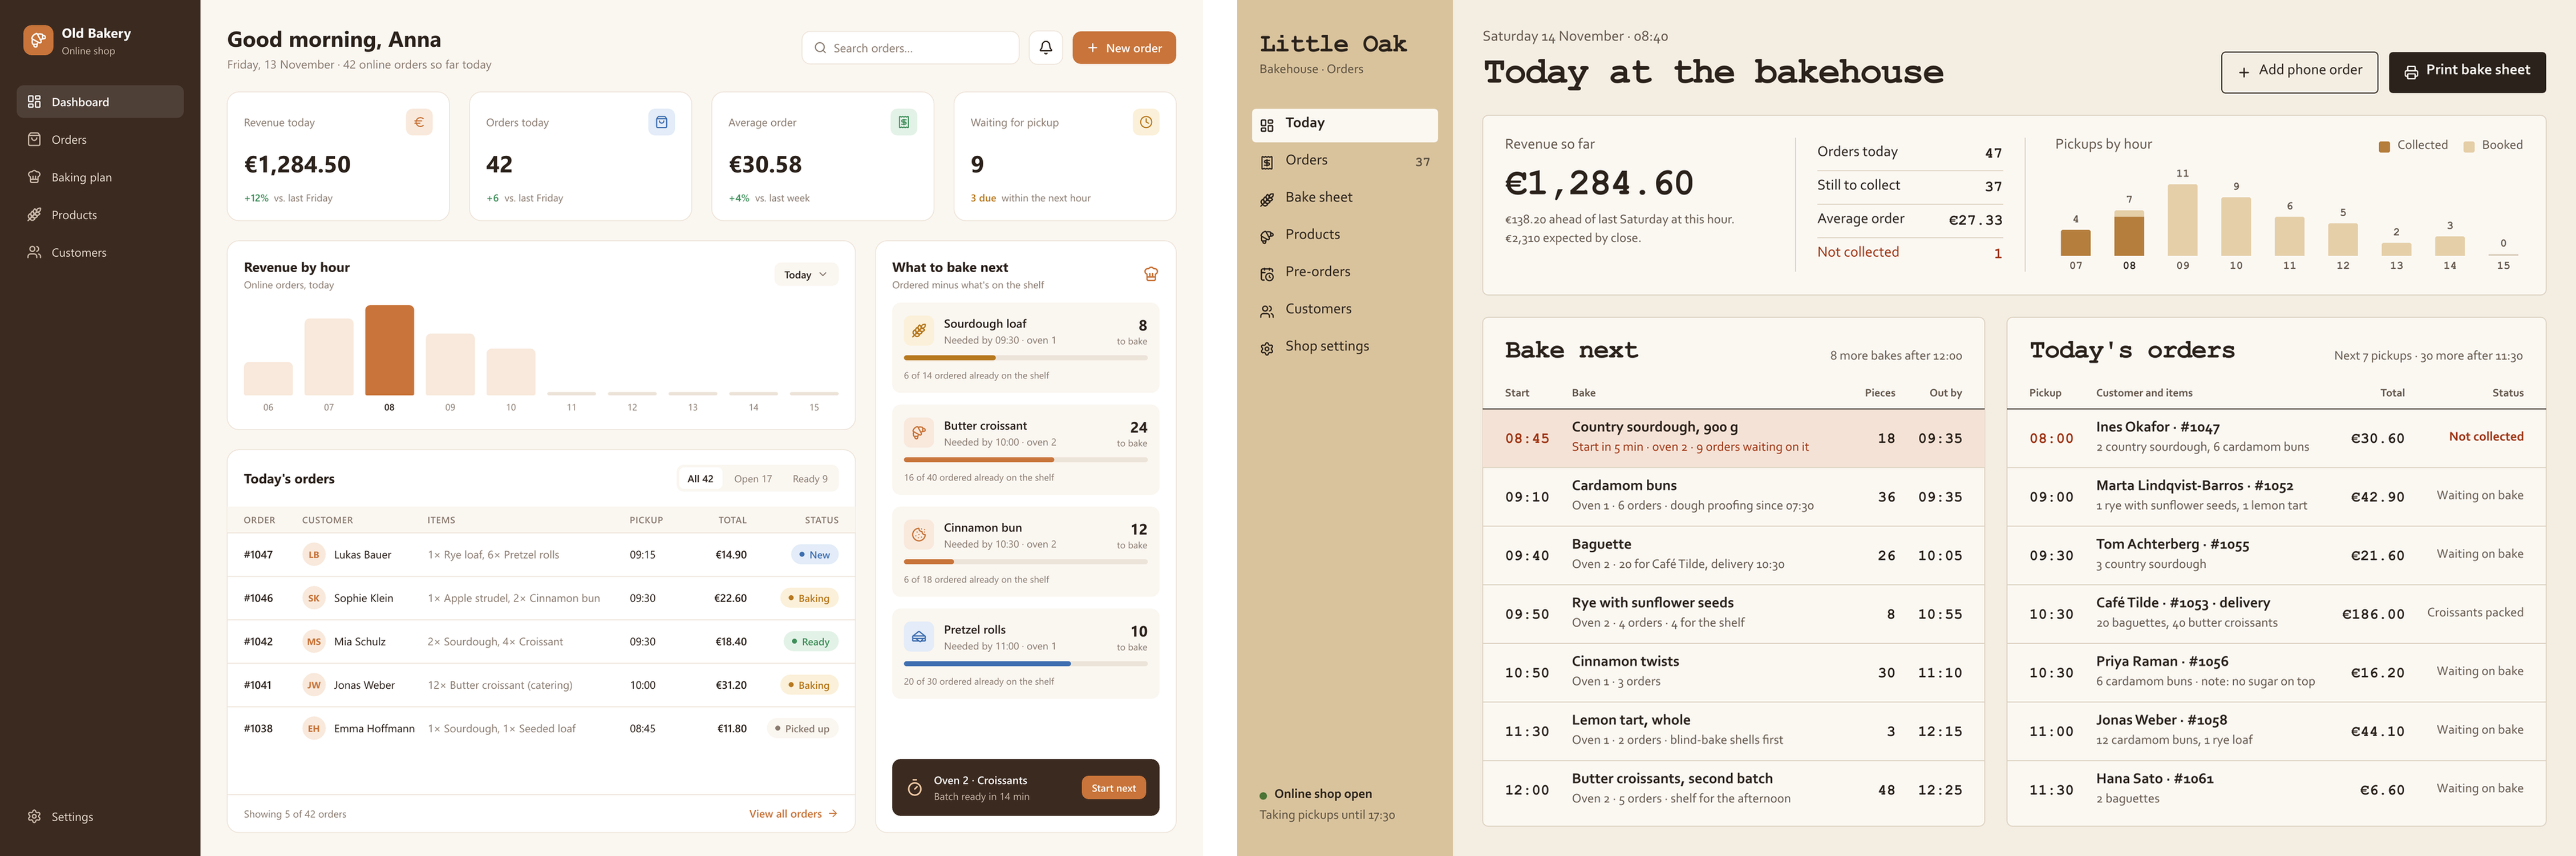 Old Bakery
Online shop
Dashboard
Orders
Baking plan
Products
Customers
Settings
Good morning, Anna
Friday, 13 November · 42 online orders so far today
Search orders...
New order
Revenue today
€1,284.50
+12% vs. last Friday
Orders today
42
+6 vs. last Friday
Average order
€30.58
+4% vs. last week
Waiting for pickup
9
3 due within the next hour
Revenue by hour
Online orders, today
Today
06 07 08 09 10 11 12 13 14 15
Today's orders
All 42 Open 17 Ready 9
ORDER CUSTOMER ITEMS PICKUP TOTAL STATUS
#1047 LB Lukas Bauer 1× Rye loaf, 6× Pretzel rolls 09:15 €14.90 New
#1046 SK Sophie Klein 1× Apple strudel, 2× Cinnamon bun 09:30 €22.60 Baking
#1042 MS Mia Schulz 2× Sourdough, 4× Croissant 09:30 €18.40 Ready
#1041 JW Jonas Weber 12× Butter croissant (catering) 10:00 €31.20 Baking
#1038 EH Emma Hoffmann 1× Sourdough, 1× Seeded loaf 08:45 €11.80 Picked up
Showing 5 of 42 orders
View all orders
What to bake next
Ordered minus what's on the shelf
Sourdough loaf 8
Needed by 09:30 · oven 1 to bake
6 of 14 ordered already on the shelf
Butter croissant 24
Needed by 10:00 · oven 2 to bake
16 of 40 ordered already on the shelf
Cinnamon bun 12
Needed by 10:30 · oven 2 to bake
6 of 18 ordered already on the shelf
Pretzel rolls 10
Needed by 11:00 · oven 1 to bake
20 of 30 ordered already on the shelf
Oven 2 · Croissants
Batch ready in 14 min
Start next
Little Oak
Bakehouse · Orders
Today
Orders 37
Bake sheet
Products
Pre-orders
Customers
Shop settings
Online shop open
Taking pickups until 17:30
Saturday 14 November · 08:40
Today at the bakehouse
Add phone order
Print bake sheet
Revenue so far
€1,284.60
€138.20 ahead of last Saturday at this hour.
€2,310 expected by close.
Orders today 47
Still to collect 37
Average order €27.33
Not collected 1
Pickups by hour
Collected Booked
4 7 11 9 6 5 2 3 0
07 08 09 10 11 12 13 14 15
Bake next
8 more bakes after 12:00
Start Bake Pieces Out by
08:45 Country sourdough, 900 g 18 09:35
Start in 5 min · oven 2 · 9 orders waiting on it
09:10 Cardamom buns 36 09:35
Oven 1 · 6 orders · dough proofing since 07:30
09:40 Baguette 26 10:05
Oven 2 · 20 for Café Tilde, delivery 10:30
09:50 Rye with sunflower seeds 8 10:55
Oven 2 · 4 orders · 4 for the shelf
10:50 Cinnamon twists 30 11:10
Oven 1 · 3 orders
11:30 Lemon tart, whole 3 12:15
Oven 1 · 2 orders · blind-bake shells first
12:00 Butter croissants, second batch 48 12:25
Oven 2 · 5 orders · shelf for the afternoon
Today's orders
Next 7 pickups · 30 more after 11:30
Pickup Customer and items Total Status
08:00 Ines Okafor · #1047 €30.60 Not collected
2 country sourdough, 6 cardamom buns
09:00 Marta Lindqvist-Barros · #1052 €42.90 Waiting on bake
1 rye with sunflower seeds, 1 lemon tart
09:30 Tom Achterberg · #1055 €21.60 Waiting on bake
3 country sourdough
10:30 Café Tilde · #1053 · delivery €186.00 Croissants packed
20 baguettes, 40 butter croissants
10:30 Priya Raman · #1056 €16.20 Waiting on bake
6 cardamom buns · note: no sugar on top
11:00 Jonas Weber · #1058 €44.10 Waiting on bake
12 cardamom buns, 1 rye loaf
11:30 Hana Sato · #1061 €6.60 Waiting on bake
2 baguettes